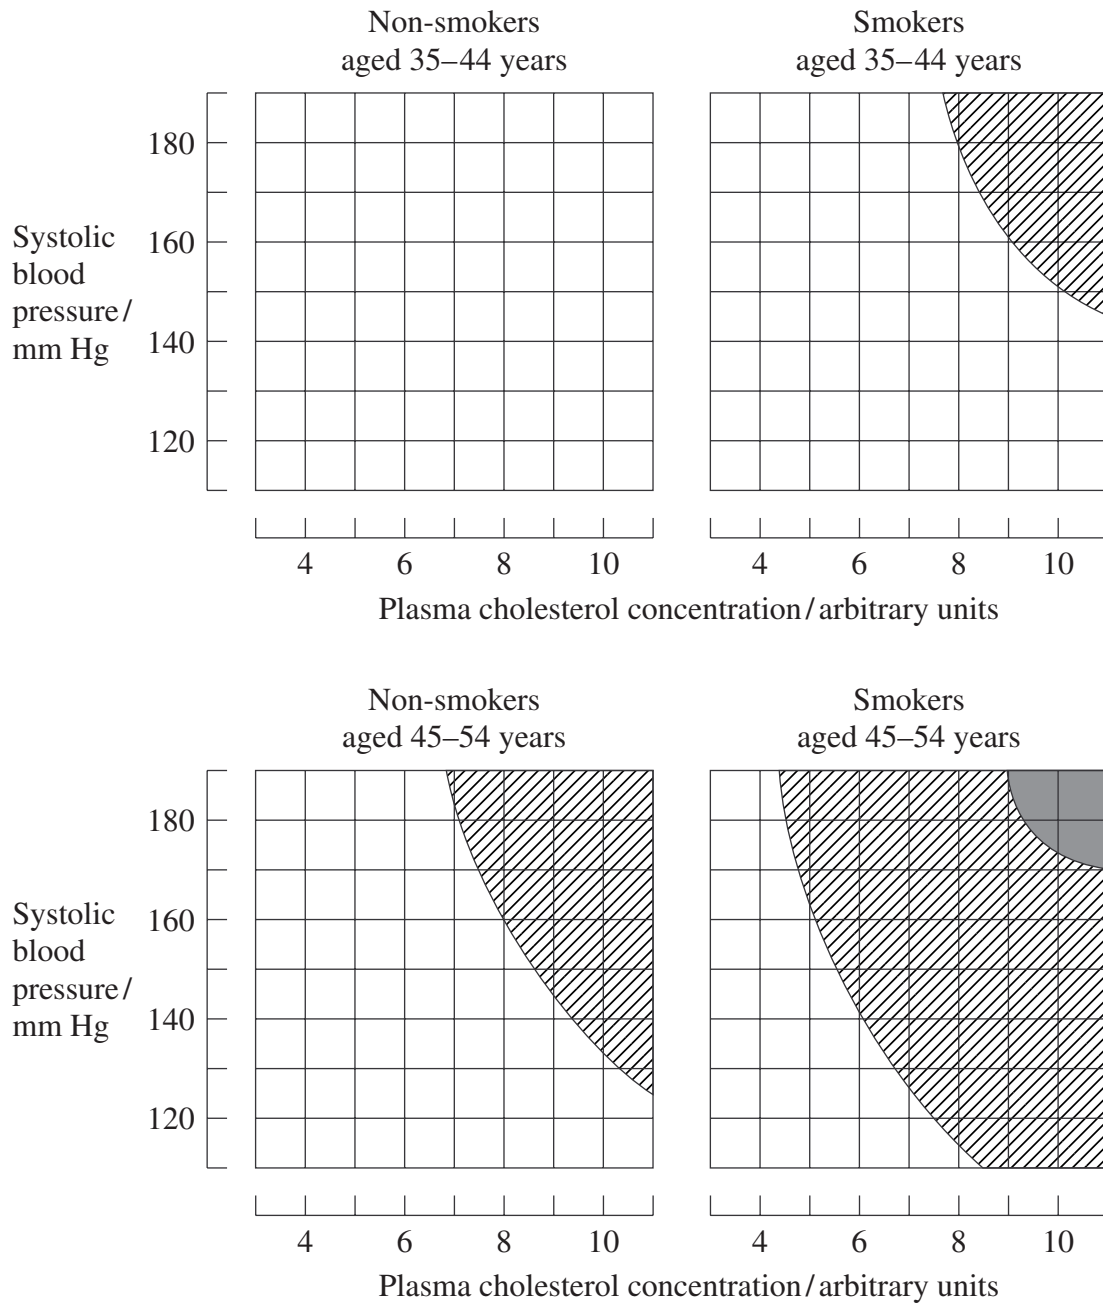 Non-smokers
aged 35–44 years
Smokers
aged 35–44 years
Systolic
blood
pressure/
mm Hg
180
160
140
120
4 6 8 10
4 6 8 10
Plasma cholesterol concentration/arbitrary units
Non-smokers
aged 45–54 years
Smokers
aged 45–54 years
Systolic
blood
pressure/
mm Hg
180
160
140
120
4 6 8 10
4 6 8 10
Plasma cholesterol concentration/arbitrary units